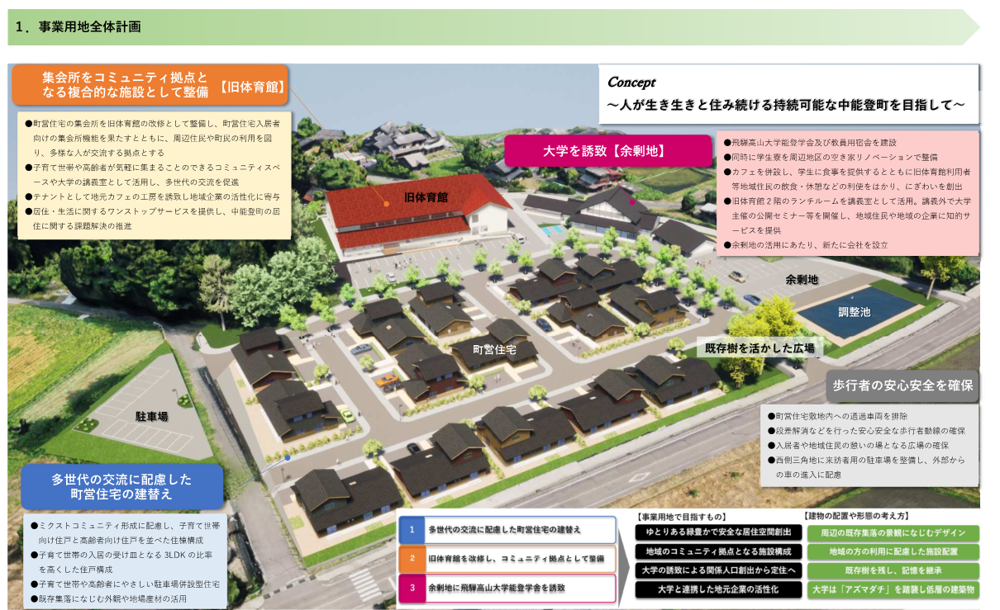 1．事業用地全体計画
集会所をコミュニティ拠点と
なる複合的な施設として整備
【旧体育館】
●町営住宅の集会所を旧体育館の改修として整備し、町営住宅入居者
向けの集会所機能を果たすとともに、周辺住民や町民の利用を図
り、多様な人が交流する拠点とする
●子育て世帯や高齢者が気軽に集まることのできるコミュニティスペ
ースや大学の講義室として活用し、多世代の交流を促進
●テナントとして地元カフェの工房を誘致し地域企業の活性化に寄与
●居住・生活に関するワンストップサービスを提供し、中能登町の居
住に関する課題解決の推進
Concept
～人が生き生きと住み続ける持続可能な中能登町を目指して～
大学を誘致【余剰地】
●飛騨高山大学能登学舎及び教員用宿舎を建設
●同時に学生寮を周辺地区の空き家リノベーションで整備
●カフェを併設し、学生に食事を提供するとともに旧体育館利用者
等地域住民の飲食・休憩などの利便をはかり、にぎわいを創出
●旧体育館２階のランチルームを講義室として活用。講義外で大学
主催の公開セミナー等を開催し、地域住民や地域の企業に知的サ
ービスを提供
●余剰地の活用にあたり、新たに会社を設立
旧体育館
余剰地
調整池
町営住宅
既存樹を活かした広場
駐車場
歩行者の安心安全を確保
●町営住宅敷地内への通過車両を排除
●段差解消などを行った安心安全な歩行者動線の確保
●入居者や地域住民の憩いの場となる広場の確保
●西側三角地に来訪者用の駐車場を整備し、外部から
の車の進入に配慮
多世代の交流に配慮した
町営住宅の建替え
●ミクストコミュニティ形成に配慮し、子育て世帯
向け住戸と高齢者向け住戸を並べた住棟構成
●子育て世帯の入居の受け皿となる 3LDK の比率
を高くした住戸構成
●子育て世帯や高齢者にやさしい駐車場併設型住宅
●既存集落になじむ外観や地場産材の活用
1 多世代の交流に配慮した町営住宅の建替え
2 旧体育館を改修し、コミュニティ拠点として整備
3 余剰地に飛騨高山大学能登学舎を誘致
【事業用地で目指すもの】
ゆとりある緑豊かで安全な居住空間創出
地域のコミュニティ拠点となる施設構成
大学の誘致による関係人口創出から定住へ
大学と連携した地元企業の活性化
【建物の配置や形態の考え方】
周辺の既存集落の景観になじむデザイン
地域の方の利用に配慮した施設配置
既存樹を残し、記憶を継承
大学は「アズマダチ」を踏襲し低層の建築物